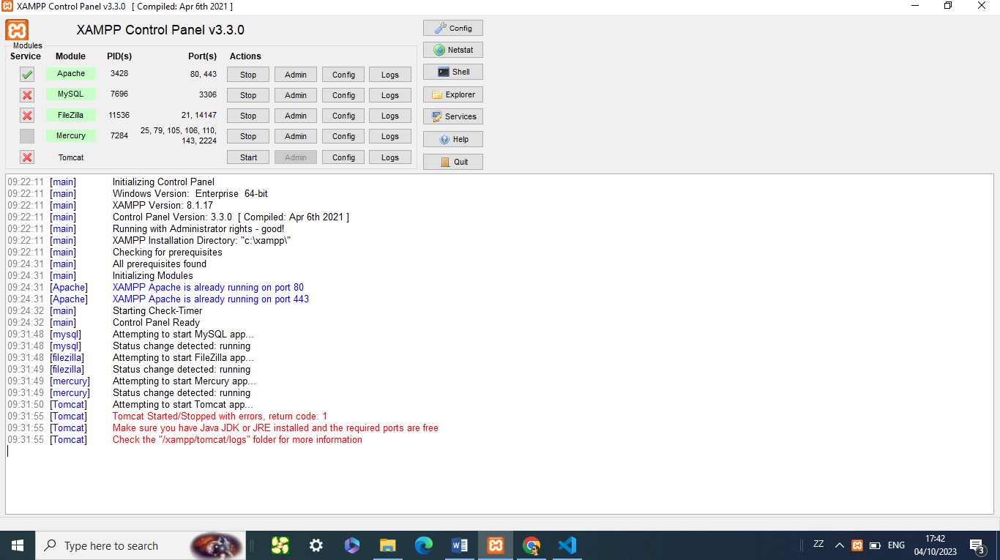 XAMPP Control Panel v3.3.0 [ Compiled: Apr 6th 2021 ]
XAMPP Control Panel v3.3.0
Config
Modules
Service Module PID(s) Port(s) Actions
Netstat
Apache 3428 80, 443 Stop Admin Config Logs
Shell
MySQL 7696 3306 Stop Admin Config Logs
Explorer
FileZilla 11536 21, 14147 Stop Admin Config Logs
Services
Mercury 7284 25, 79, 105, 106, 110, 143, 2224 Stop Admin Config Logs
Help
Tomcat Start Admin Config Logs
Quit
09:22:11 [main] Initializing Control Panel
09:22:11 [main] Windows Version: Enterprise 64-bit
09:22:11 [main] XAMPP Version: 8.1.17
09:22:11 [main] Control Panel Version: 3.3.0 [ Compiled: Apr 6th 2021 ]
09:22:11 [main] Running with Administrator rights - good!
09:22:11 [main] XAMPP Installation Directory: "c:\xampp\"
09:22:11 [main] Checking for prerequisites
09:24:31 [main] All prerequisites found
09:24:31 [main] Initializing Modules
09:24:31 [Apache] XAMPP Apache is already running on port 80
09:24:31 [Apache] XAMPP Apache is already running on port 443
09:24:32 [main] Starting Check-Timer
09:24:32 [main] Control Panel Ready
09:31:48 [mysql] Attempting to start MySQL app...
09:31:48 [mysql] Status change detected: running
09:31:48 [filezilla] Attempting to start FileZilla app...
09:31:49 [filezilla] Status change detected: running
09:31:49 [mercury] Attempting to start Mercury app...
09:31:49 [mercury] Status change detected: running
09:31:50 [Tomcat] Attempting to start Tomcat app...
09:31:55 [Tomcat] Tomcat Started/Stopped with errors, return code: 1
09:31:55 [Tomcat] Make sure you have Java JDK or JRE installed and the required ports are free
09:31:55 [Tomcat] Check the "/xampp/tomcat/logs" folder for more information
Type here to search
ZZ
ENG
17:42
04/10/2023
3